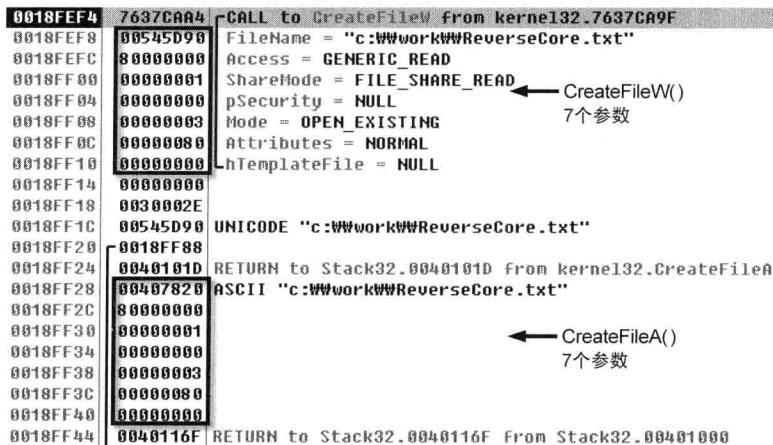 0018FEF4 7637CAA4 CALL to CreateFileW from kernel32.7637CA9F
0018FEF8 00545D90 FileName = "c:₩₩work₩₩ReverseCore.txt"
0018FEFC 80000000 Access = GENERIC_READ
0018FF00 00000001 ShareMode = FILE_SHARE_READ
0018FF04 00000000 pSecurity = NULL
0018FF08 00000003 Mode = OPEN_EXISTING
0018FF0C 00000080 Attributes = NORMAL
0018FF10 00000000 hTemplateFile = NULL
CreateFileW()
7个参数
0018FF14 00000000
0018FF18 0030002E
0018FF1C 00545D90 UNICODE "c:₩₩work₩₩ReverseCore.txt"
0018FF20 0018FF88
0018FF24 0040101D RETURN to Stack32.0040101D from kernel32.CreateFileA
0018FF28 00407820 ASCII "c:₩₩work₩₩ReverseCore.txt"
0018FF2C 80000000
0018FF30 00000001
0018FF34 00000000
0018FF38 00000003
0018FF3C 00000080
0018FF40 00000000
CreateFileA()
7个参数
0018FF44 0040116F RETURN to Stack32.0040116F from Stack32.00401000